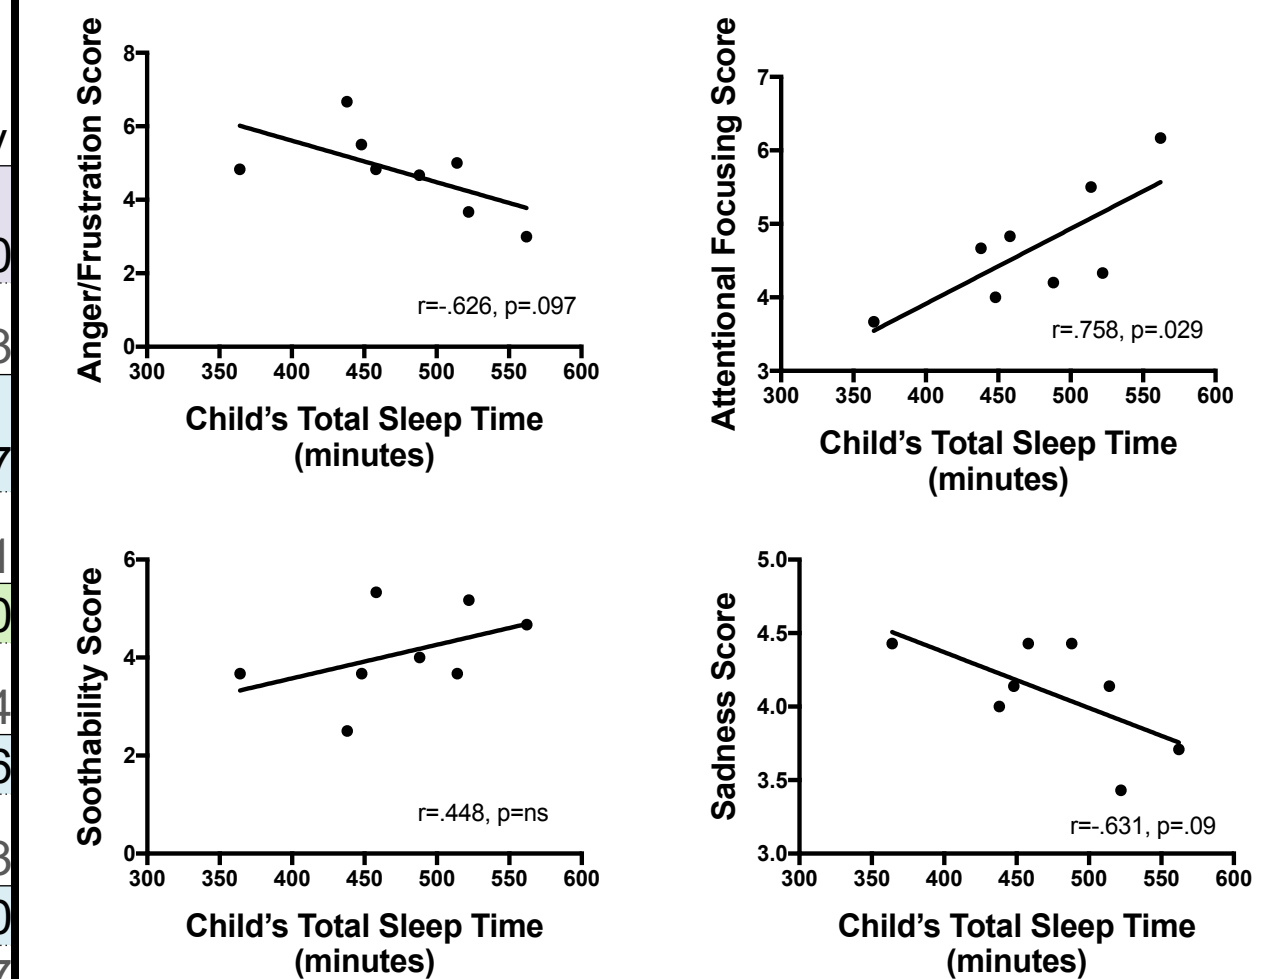 Anger/Frustration Score
8
6
4
2
0
r=-.626, p=.097
300 350 400 450 500 550 600
Child's Total Sleep Time
(minutes)
Attentional Focusing Score
7
6
5
4
3
r=.758, p=.029
300 350 400 450 500 550 600
Child's Total Sleep Time
(minutes)
Soothability Score
6
4
2
0
r=.448, p=ns
300 350 400 450 500 550 600
Child's Total Sleep Time
(minutes)
Sadness Score
5.0
4.5
4.0
3.5
3.0
r=-.631, p=.09
300 350 400 450 500 550 600
Child's Total Sleep Time
(minutes)